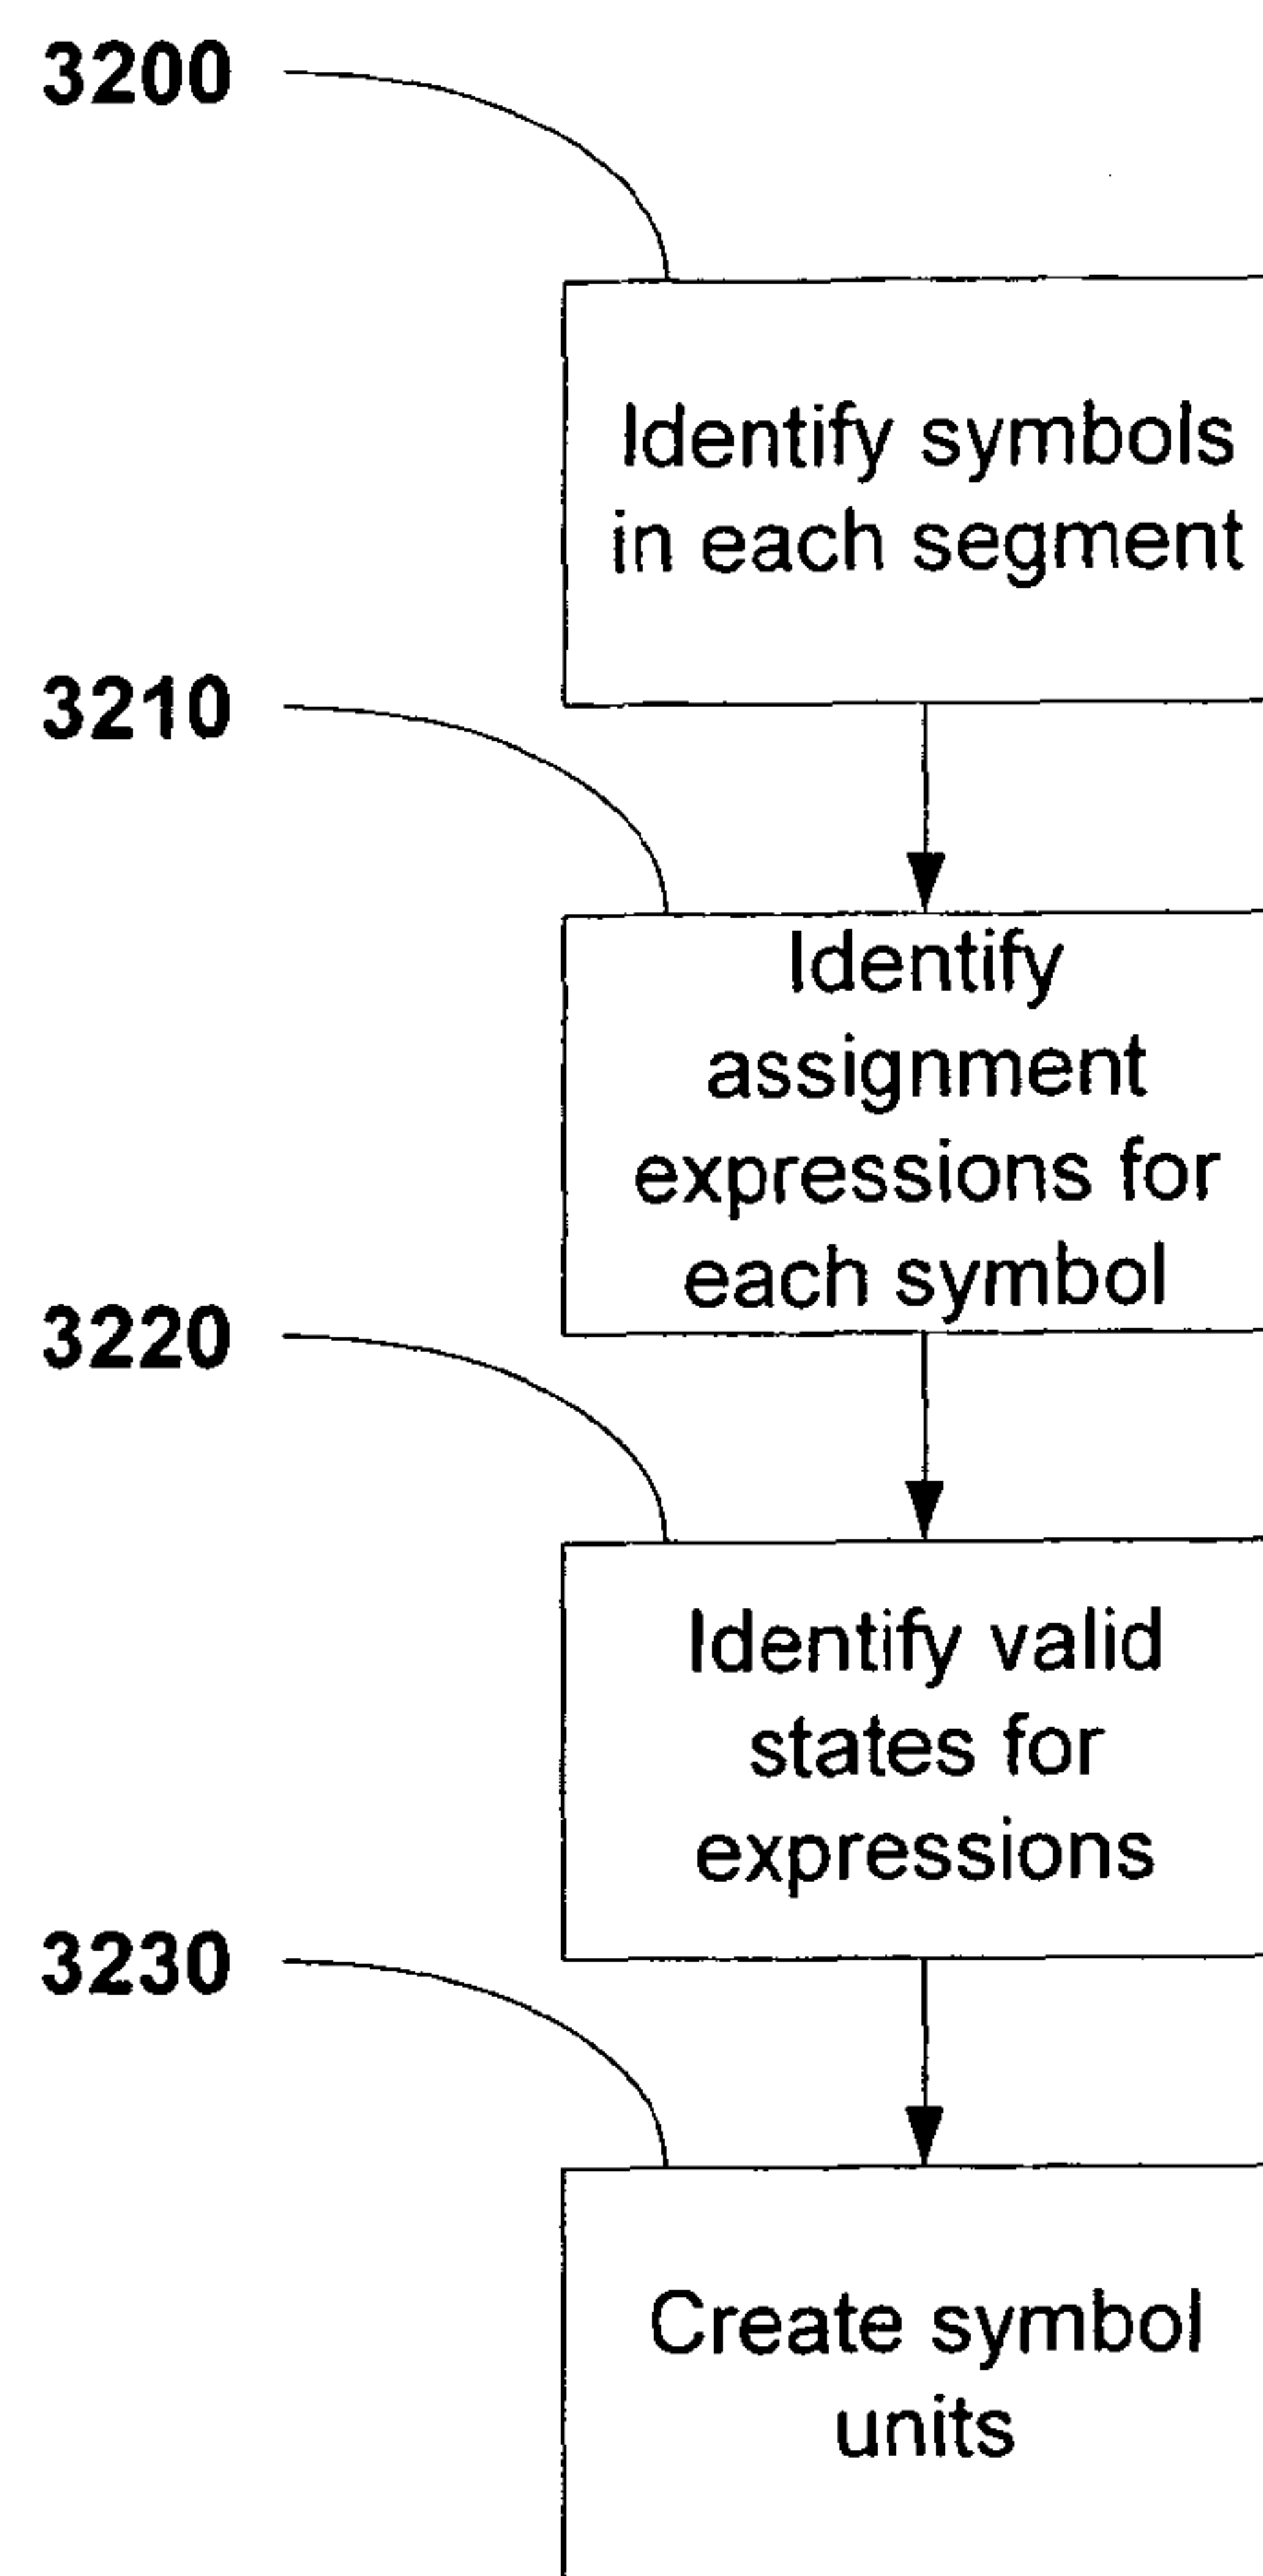 3200
Identify symbols
in each segment
3210
Identify
assignment
expressions for
each symbol
3220
Identify valid
states for
expressions
3230
Create symbol
units